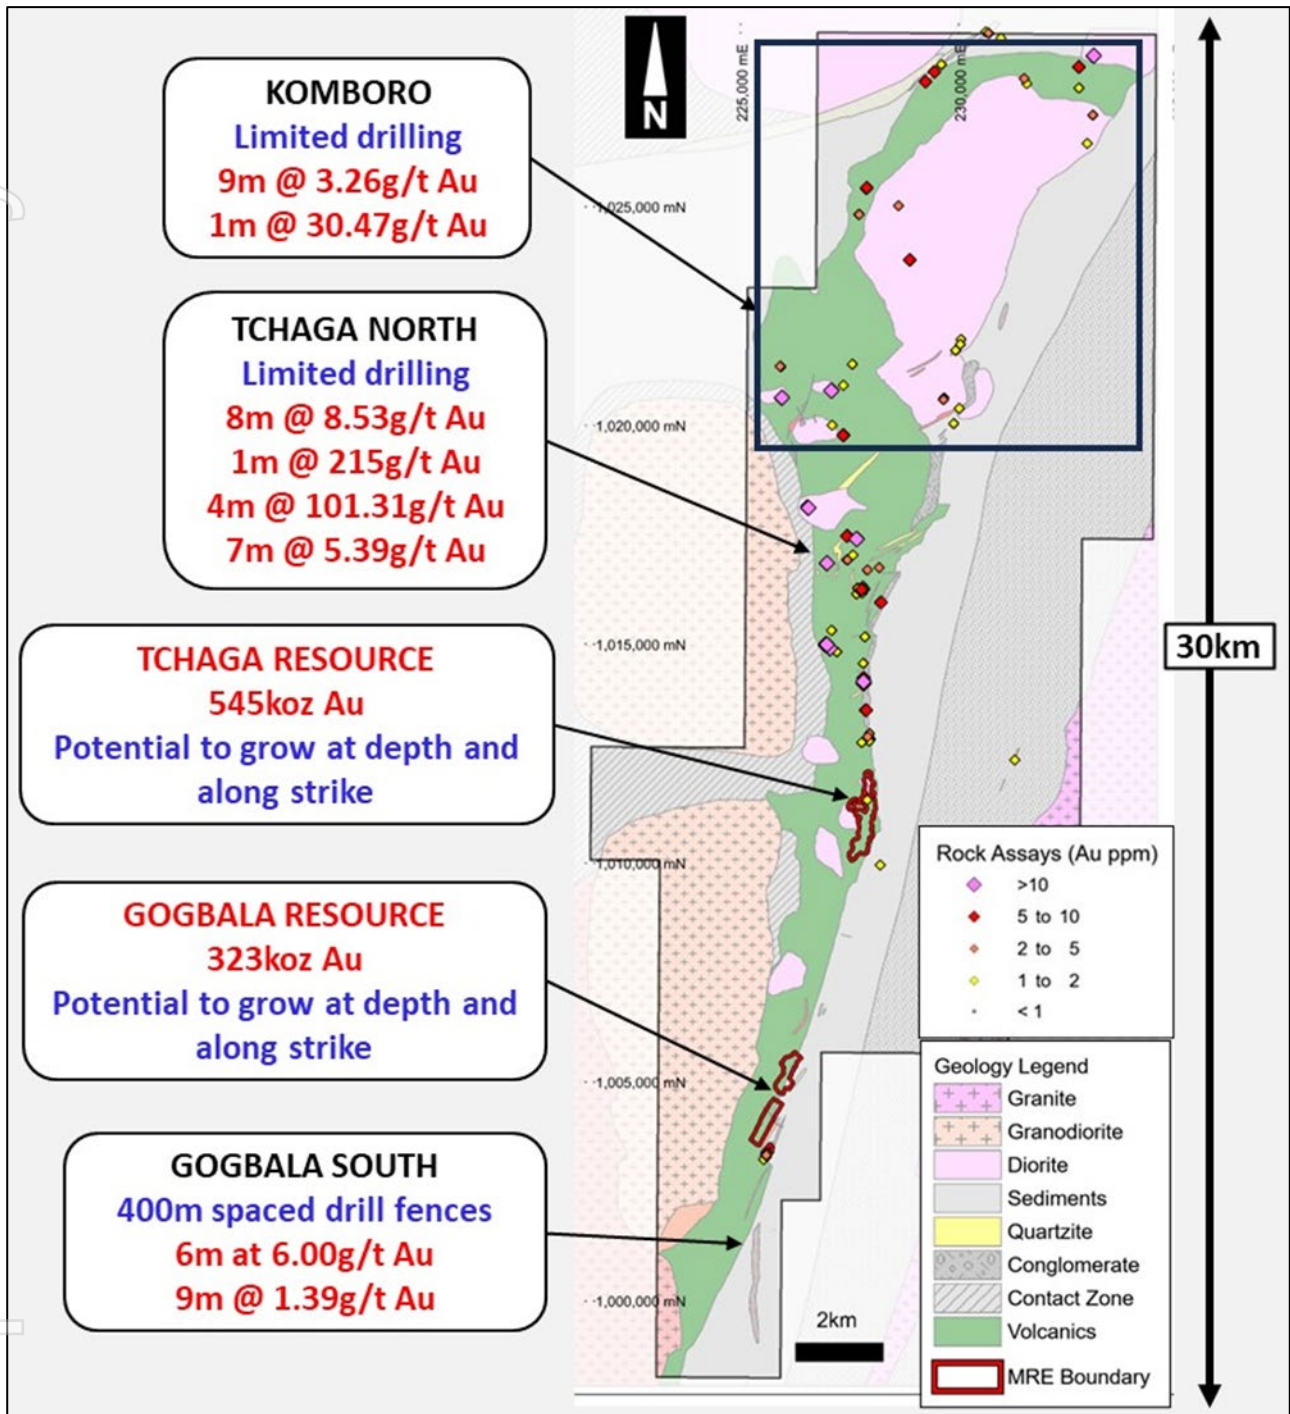 KOMBORO
Limited drilling
9m @ 3.26g/t Au
1m @ 30.47g/t Au
TCHAGA NORTH
Limited drilling
8m @ 8.53g/t Au
1m @ 215g/t Au
4m @ 101.31g/t Au
7m @ 5.39g/t Au
TCHAGA RESOURCE
545koz Au
Potential to grow at depth and
along strike
GOGBALA RESOURCE
323koz Au
Potential to grow at depth and
along strike
GOGBALA SOUTH
400m spaced drill fences
6m at 6.00g/t Au
9m @ 1.39g/t Au
N
225,000 mE
230,000 mE
1,025,000 mN
1,020,000 mN
1,015,000 mN
1,010,000 mN
1,005,000 mN
1,000,000 mN
2km
30km
Rock Assays (Au ppm)
>10
5 to 10
2 to 5
1 to 2
< 1
Geology Legend
Granite
Granodiorite
Diorite
Sediments
Quartzite
Conglomerate
Contact Zone
Volcanics
MRE Boundary